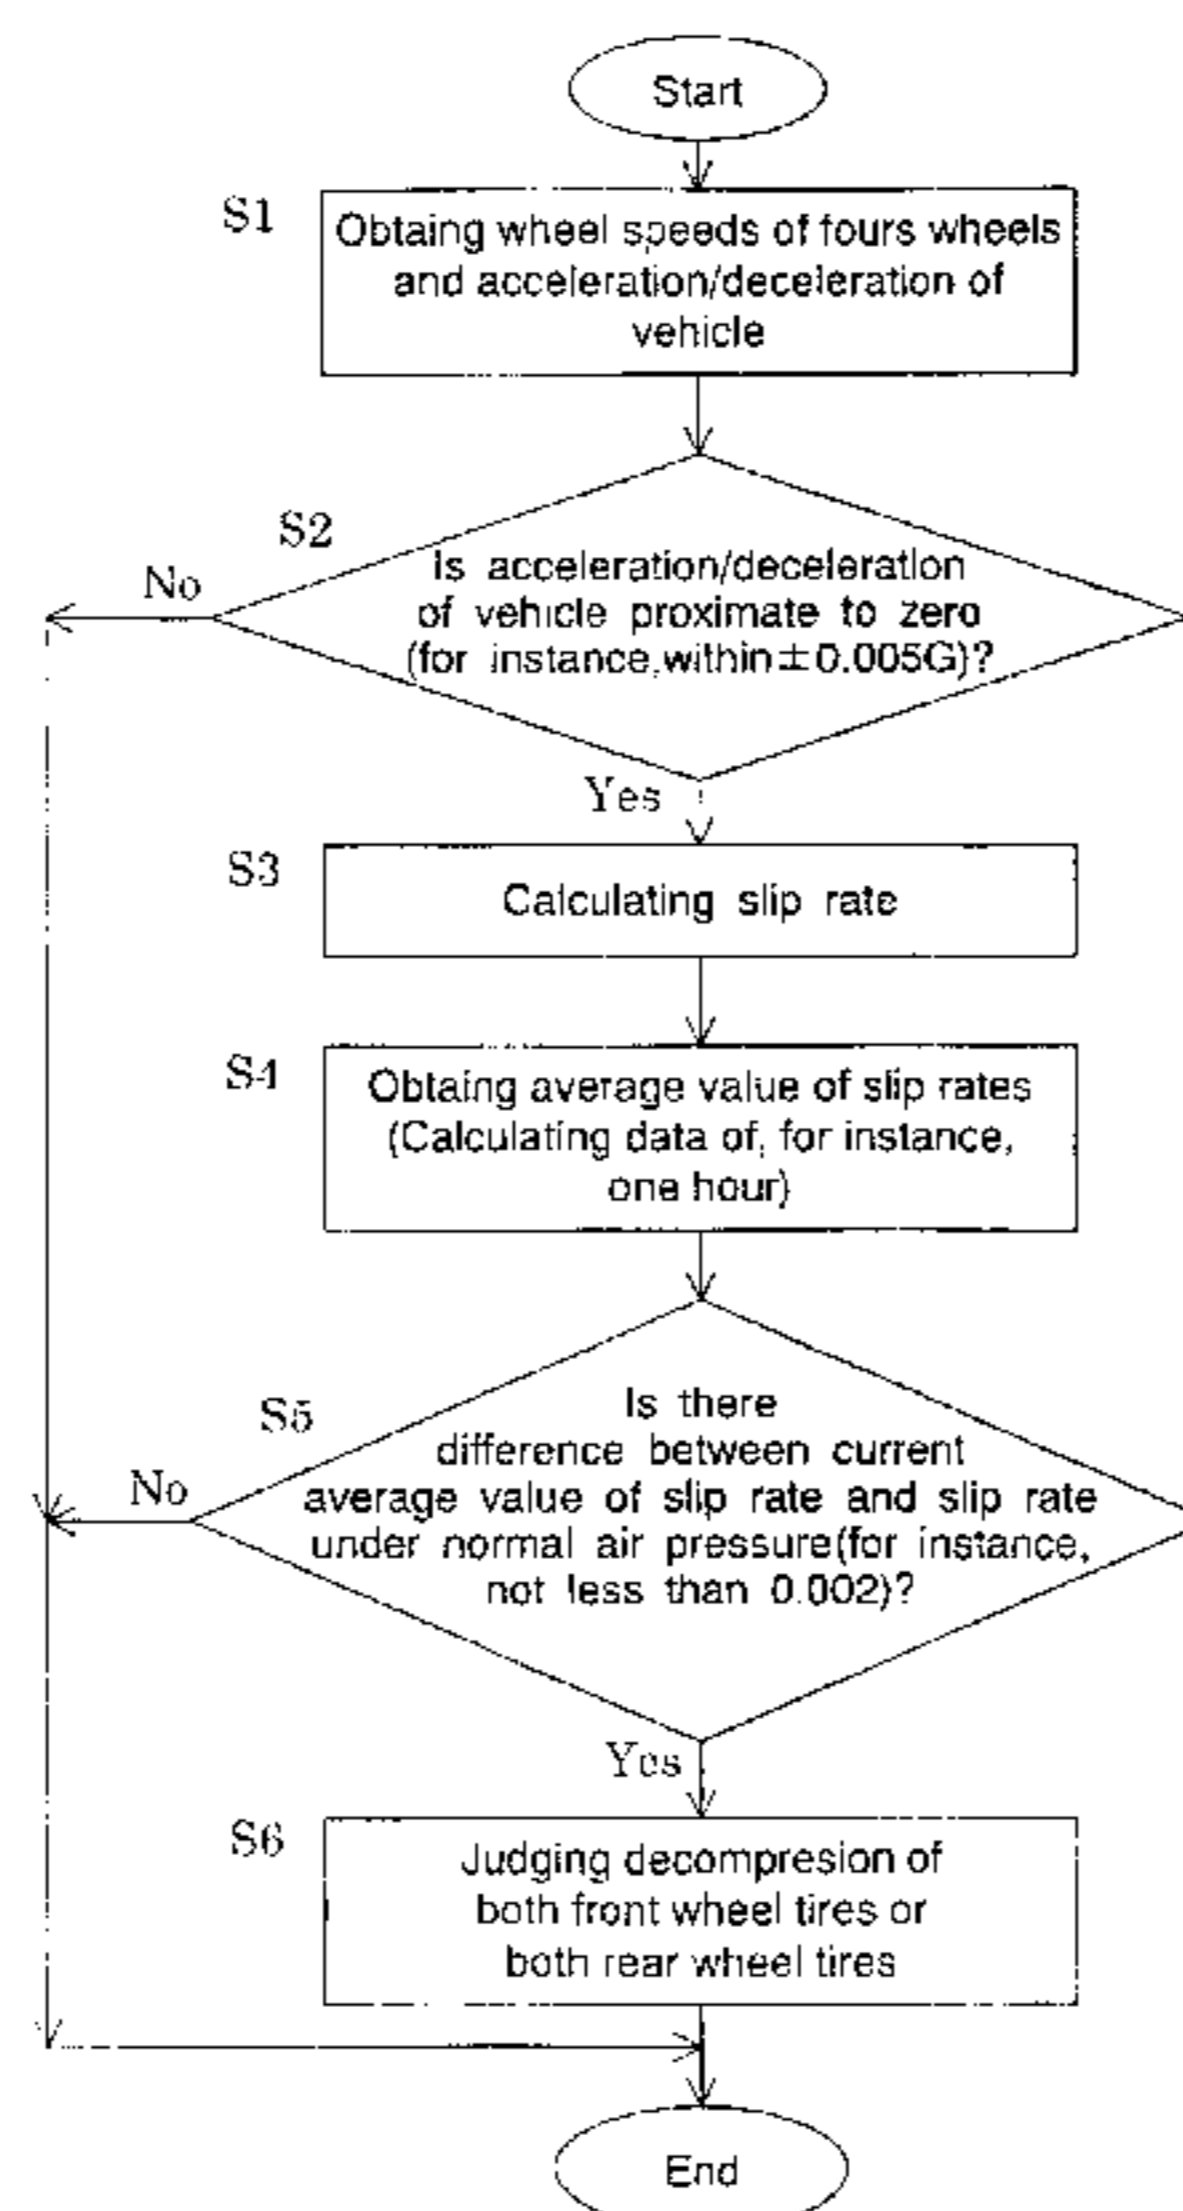 Start
S1
Obtaing wheel speeds of fours wheels
and acceleration/deceleration of
vehicle
S2
No
Is acceleration/deceleration
of vehicle proximate to zero
(for instance,within±0.005G)?
Yes
S3
Calculating slip rate
S4
Obtaing average value of slip rates
(Calculating data of, for instance,
one hour)
S5
No
Is there
difference between current
average value of slip rate and slip rate
under normal air pressure(for instance,
not less than 0.002)?
Yes
S6
Judging decompresion of
both front wheel tires or
both rear wheel tires
End